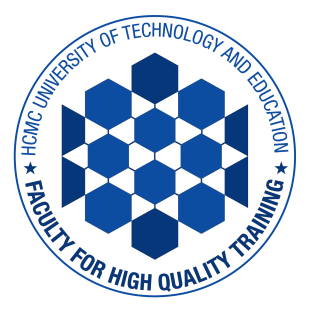 HCMC UNIVERSITY OF TECHNOLOGY AND EDUCATION
★ FACULTY FOR HIGH QUALITY TRAINING ★